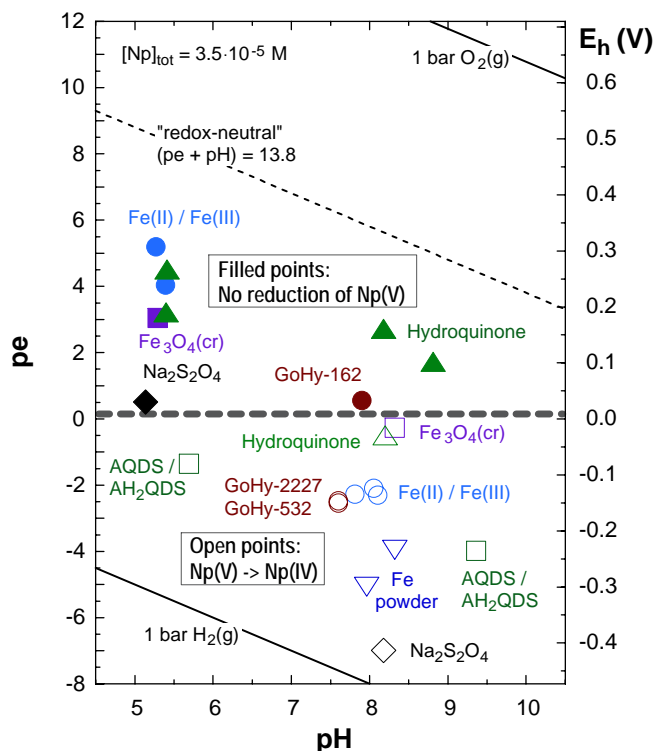 12
10
8
6
4
2
0
-2
-4
-6
-8
pe
5
6
7
8
9
10
pH
E_h (V)
0.6
0.5
0.4
0.3
0.2
0.1
0.0
-0.1
-0.2
-0.3
-0.4
[Np]tot = 3.5·10⁻⁵ M
1 bar O₂(g)
"redox-neutral"
(pe + pH) = 13.8
Fe(II) / Fe(III)
Filled points:
No reduction of Np(V)
Hydroquinone
Fe₃O₄(cr)
GoHy-162
Na₂S₂O₄
Hydroquinone
Fe₃O₄(cr)
AQDS /
AH₂QDS
GoHy-2227
GoHy-532
Fe(II) / Fe(III)
Open points:
Np(V) -> Np(IV)
Fe
powder
AQDS /
AH₂QDS
1 bar H₂(g)
Na₂S₂O₄